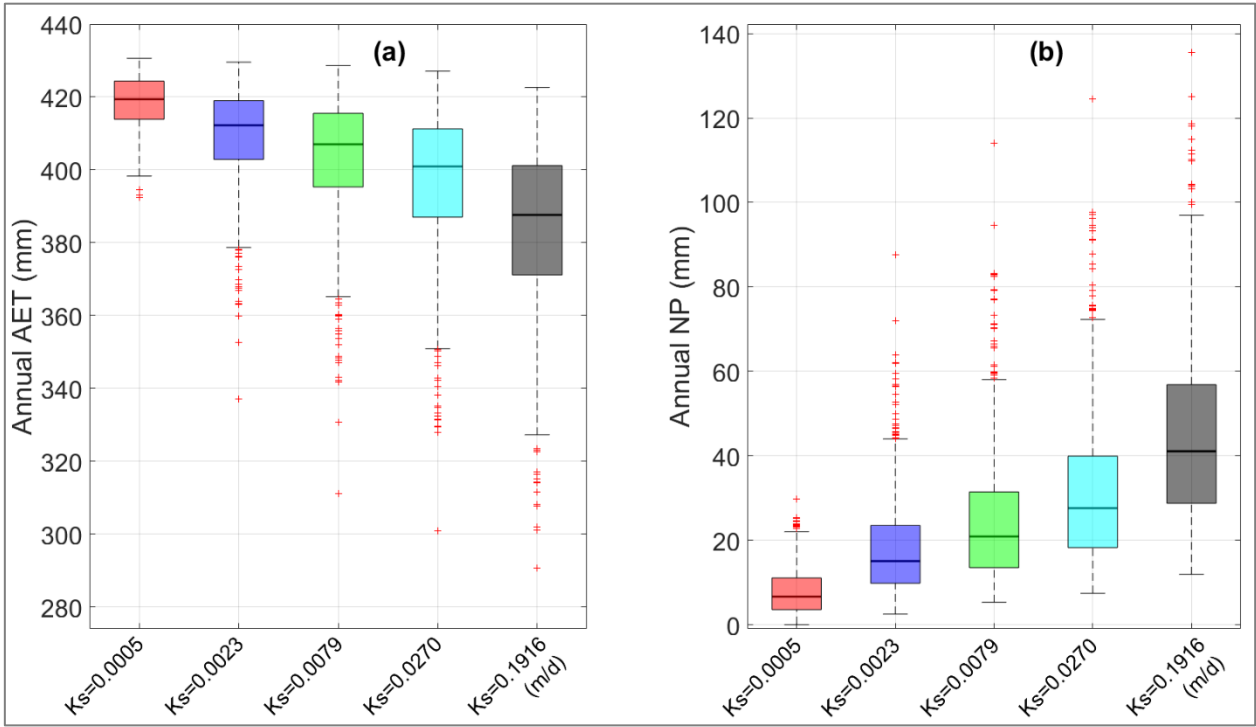 (a)
Annual AET (mm)
440
420
400
380
360
340
320
300
280
Ks=0.0005
Ks=0.0023
Ks=0.0079
Ks=0.0270
Ks=0.1916
(m/d)
(b)
Annual NP (mm)
140
120
100
80
60
40
20
0
Ks=0.0005
Ks=0.0023
Ks=0.0079
Ks=0.0270
Ks=0.1916
(m/d)